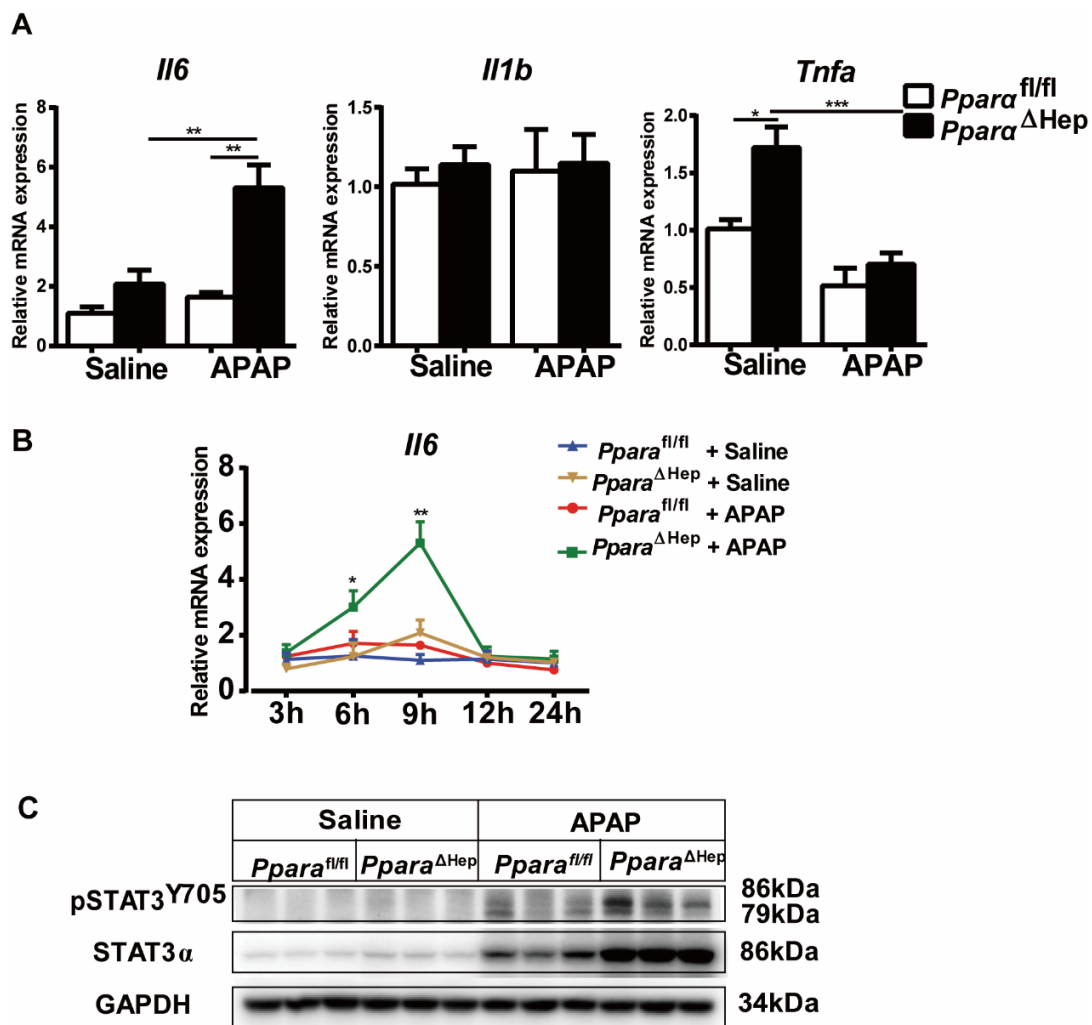 A
Il6
Il1b
Tnfa
Pparα fl/fl
Pparα ΔHep
Relative mRNA expression
8
6
4
2
0
**
**
Saline APAP
Relative mRNA expression
1.5
1.0
0.5
0.0
Saline APAP
Relative mRNA expression
2.0
1.5
1.0
0.5
0.0
*
***
Saline APAP
B
Il6
Relative mRNA expression
8
6
4
2
0
*
**
3h 6h 9h 12h 24h
Ppara fl/fl + Saline
Ppara ΔHep + Saline
Ppara fl/fl + APAP
Ppara ΔHep + APAP
C
Saline APAP
Ppara fl/fl Ppara ΔHep Ppara fl/fl Ppara ΔHep
pSTAT3 Y705 86kDa
79kDa
STAT3α 86kDa
GAPDH 34kDa